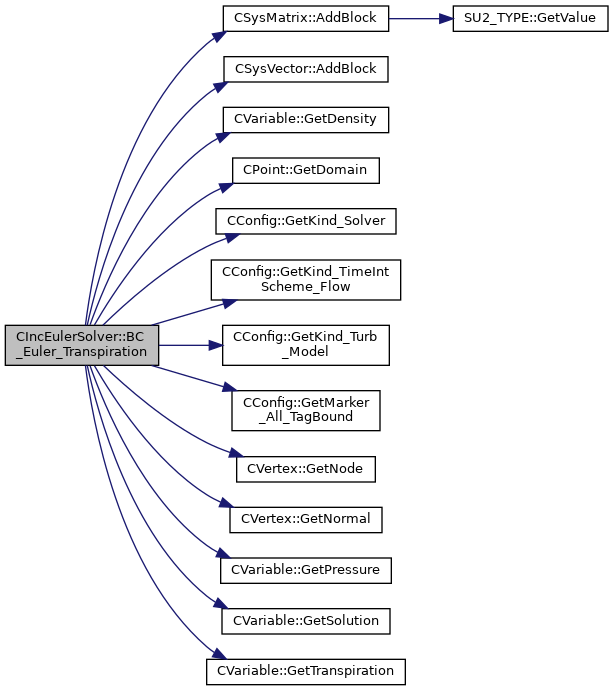 CSysMatrix::AddBlock
SU2_TYPE::GetValue
CSysVector::AddBlock
CVariable::GetDensity
CPoint::GetDomain
CConfig::GetKind_Solver
CConfig::GetKind_TimeInt
Scheme_Flow
CIncEulerSolver::BC
_Euler_Transpiration
CConfig::GetKind_Turb
_Model
CConfig::GetMarker
_All_TagBound
CVertex::GetNode
CVertex::GetNormal
CVariable::GetPressure
CVariable::GetSolution
CVariable::GetTranspiration